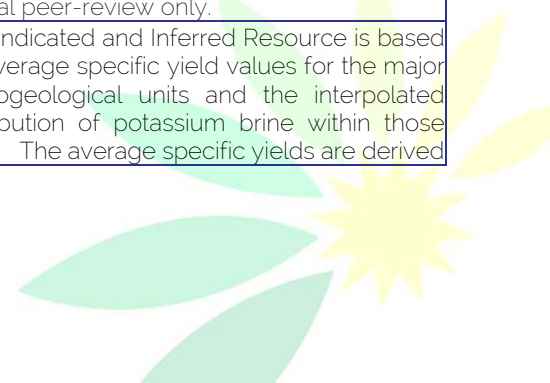 al peer-review only.
ndicated and Inferred Resource is based
verage specific yield values for the major
ogeological units and the interpolated
bution of potassium brine within those
The average specific yields are derived